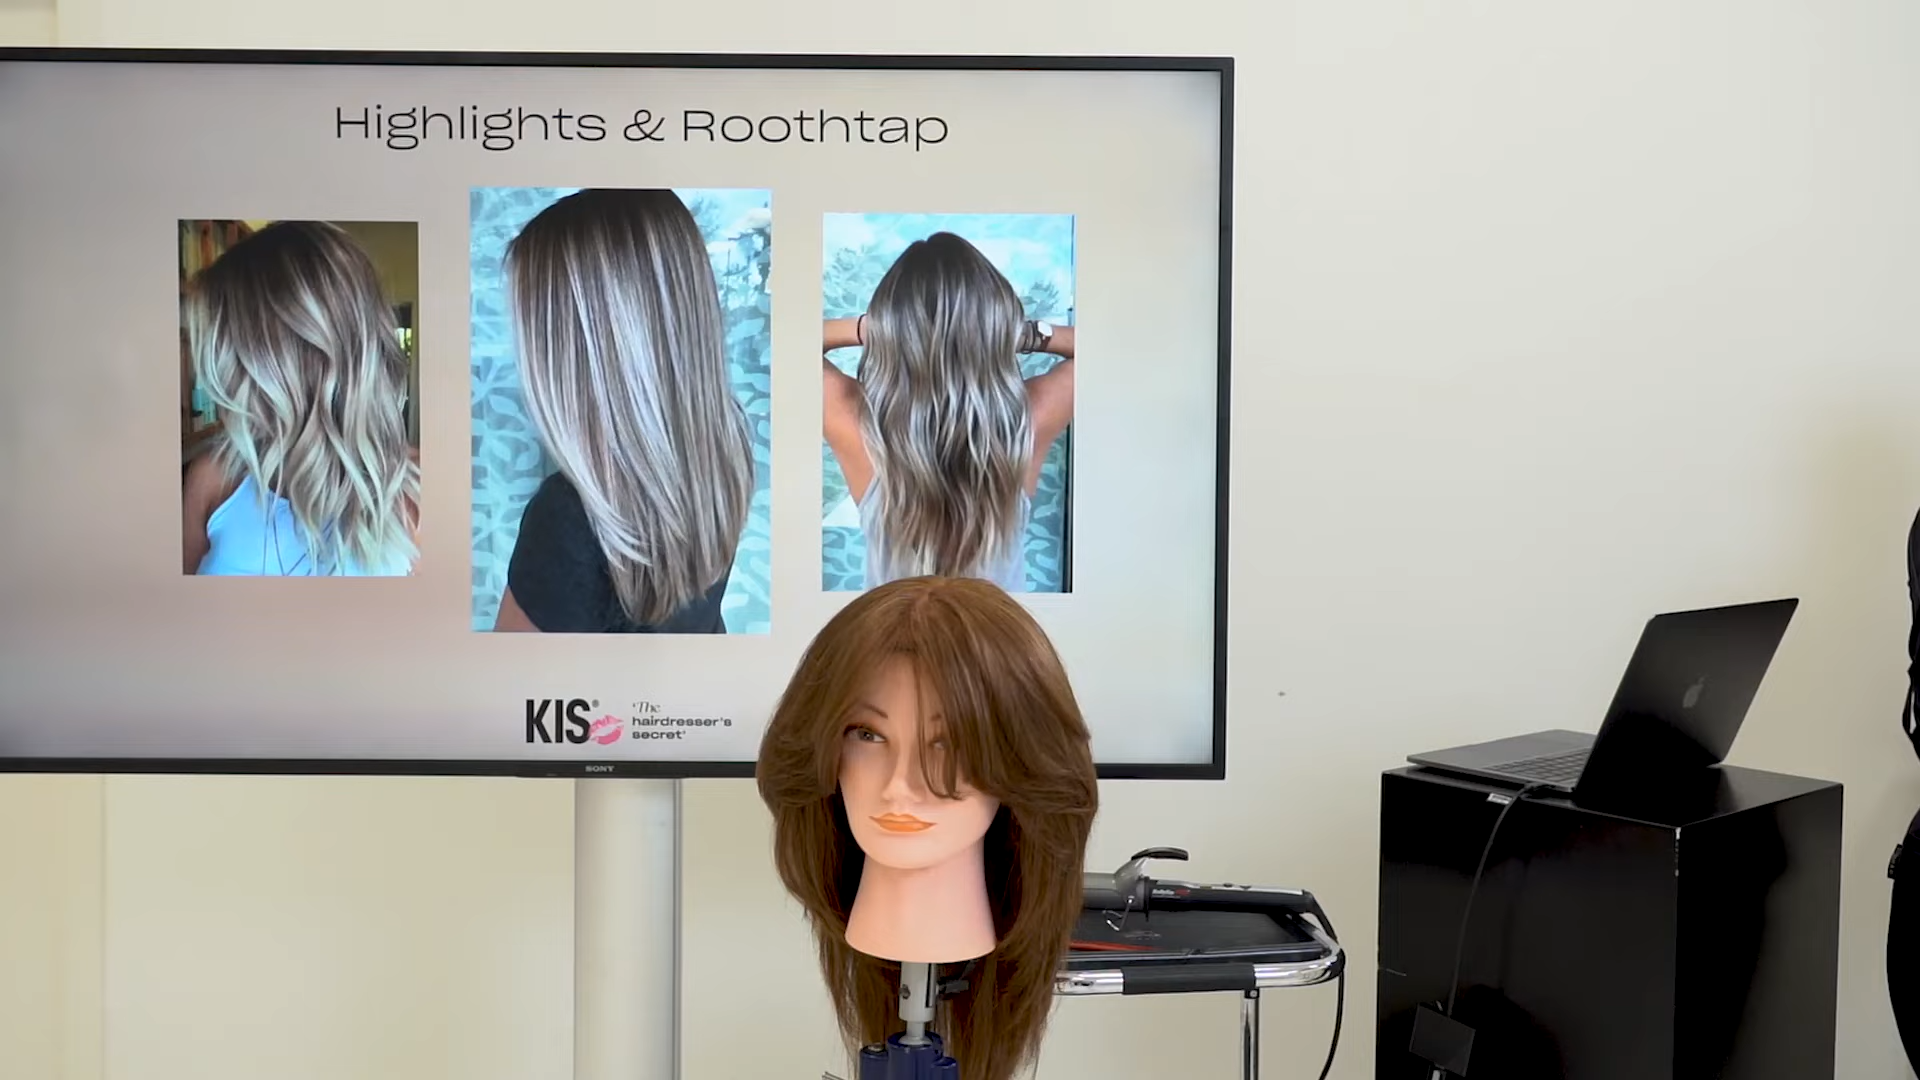 Highlights & Roothtap
KIS®
'The
hairdresser's
secret'
SONY